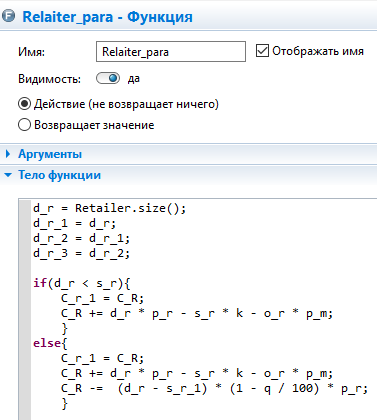 Relaiter_para - Функция
Имя: Relaiter_para Отображать имя
Видимость: да
Действие (не возвращает ничего)
Возвращает значение
Аргументы
Тело функции
d_r = Retailer.size();
d_r_1 = d_r;
d_r_2 = d_r_1;
d_r_3 = d_r_2;
if(d_r < s_r){
C_r_1 = C_R;
C_R += d_r * p_r - s_r * k - o_r * p_m;
}
else{
C_r_1 = C_R;
C_R += d_r * p_r - s_r * k - o_r * p_m;
C_R -= (d_r - s_r_1) * (1 - q / 100) * p_r;
}